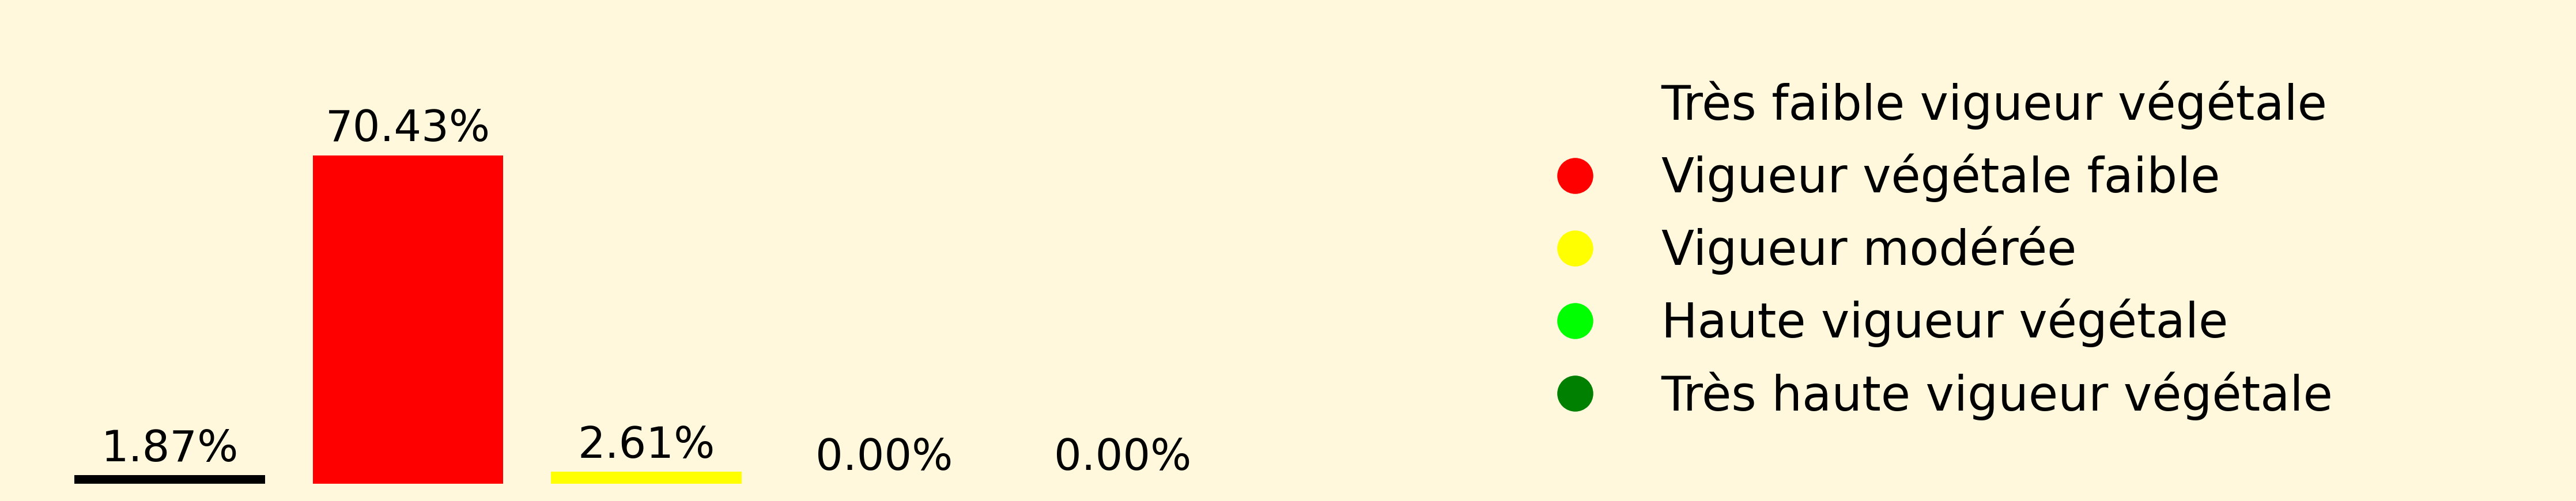 70.43%
1.87%
2.61%
0.00%
0.00%
Très faible vigueur végétale
Vigueur végétale faible
Vigueur modérée
Haute vigueur végétale
Très haute vigueur végétale